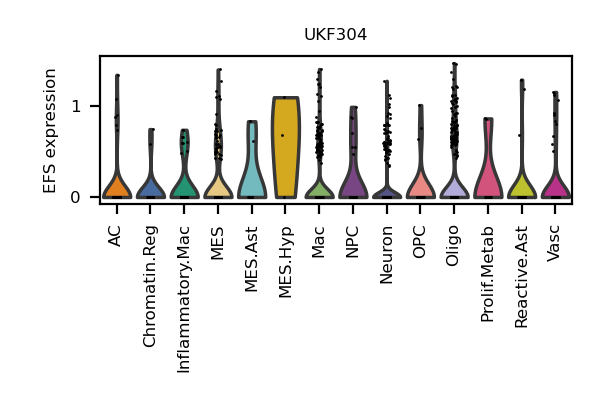 UKF304
EFS expression
1
0
AC
Chromatin.Reg
Inflammatory.Mac
MES
MES.Ast
MES.Hyp
Mac
NPC
Neuron
OPC
Oligo
Prolif.Metab
Reactive.Ast
Vasc